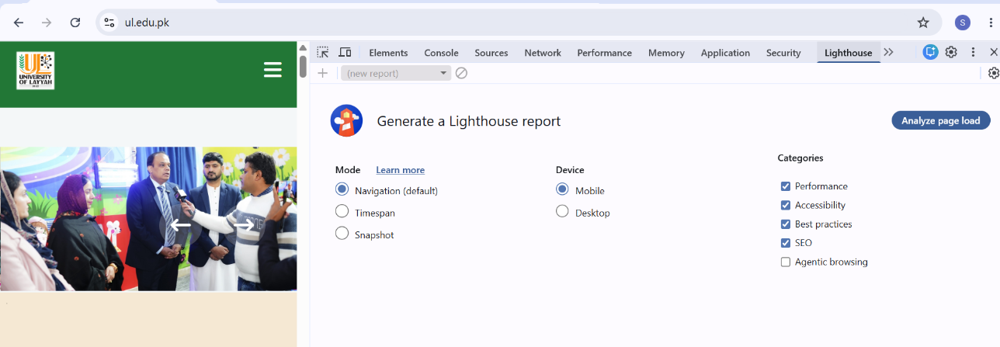 ul.edu.pk
S
UL
UNIVERSITY
OF LAYYAH
Elements Console Sources Network Performance Memory Application Security Lighthouse
(new report)
Generate a Lighthouse report
Analyze page load
Mode Learn more
Navigation (default)
Timespan
Snapshot
Device
Mobile
Desktop
Categories
Performance
Accessibility
Best practices
SEO
Agentic browsing